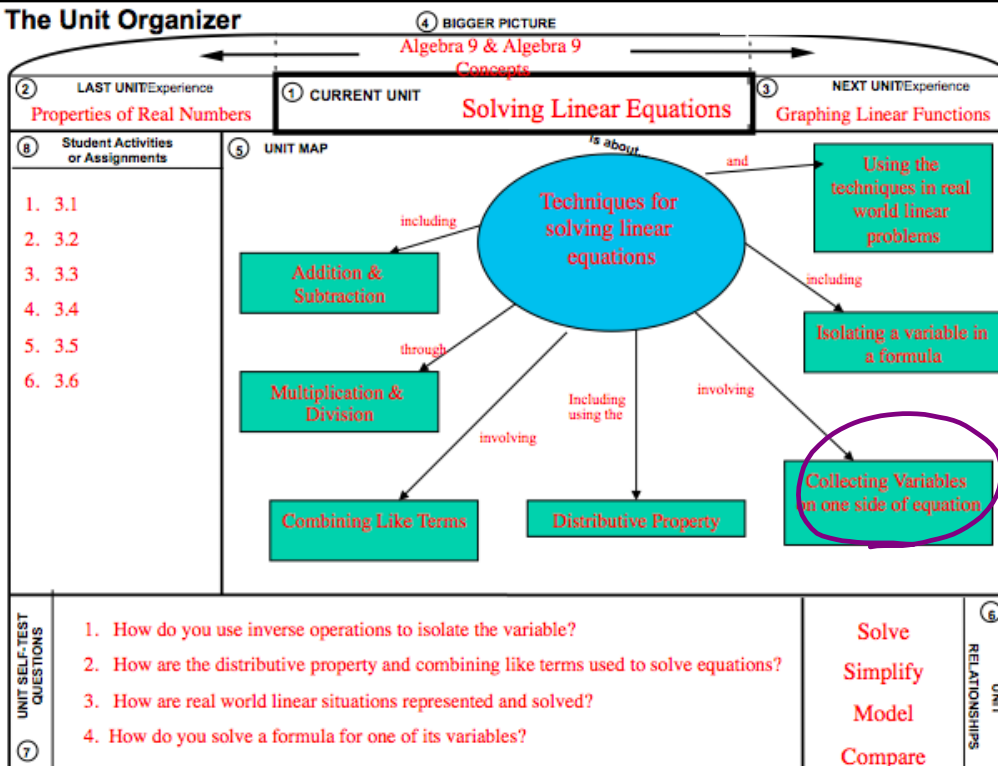 The Unit Organizer
4 BIGGER PICTURE
Algebra 9 & Algebra 9
Concepts
2 LAST UNIT/Experience
Properties of Real Numbers
1 CURRENT UNIT
Solving Linear Equations
3 NEXT UNIT/Experience
Graphing Linear Functions
8 Student Activities
or Assignments
1. 3.1
2. 3.2
3. 3.3
4. 3.4
5. 3.5
6. 3.6
5 UNIT MAP
is about...
Techniques for
solving linear
equations
and
Using the
techniques in real
world linear
problems
including
Addition &
Subtraction
including
Isolating a variable in
a formula
through
Multiplication &
Division
involving
Combining Like Terms
Including
using the
Distributive Property
involving
Collecting Variables
on one side of equation
UNIT SELF-TEST
QUESTIONS
7
1. How do you use inverse operations to isolate the variable?
2. How are the distributive property and combining like terms used to solve equations?
3. How are real world linear situations represented and solved?
4. How do you solve a formula for one of its variables?
Solve
Simplify
Model
Compare
6
UNIT
RELATIONSHIPS